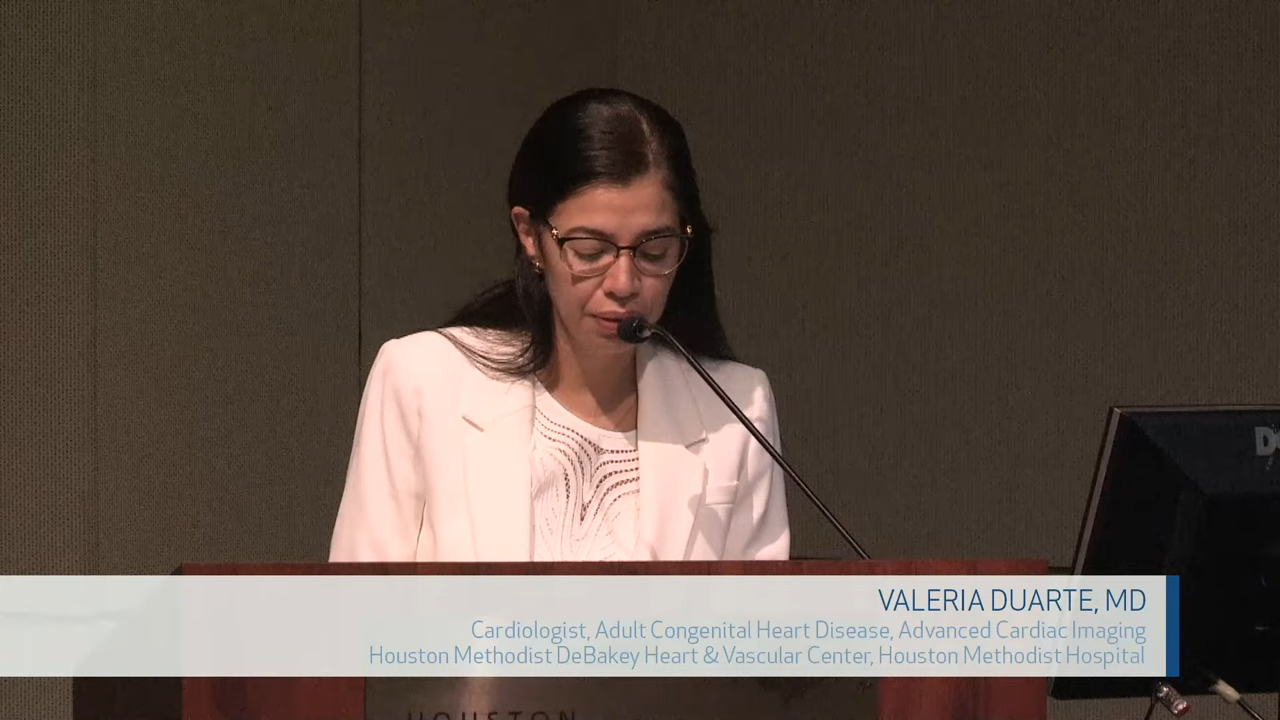 VALERIA DUARTE, MD
Cardiologist, Adult Congenital Heart Disease, Advanced Cardiac Imaging
Houston Methodist DeBakey Heart & Vascular Center, Houston Methodist Hospital
HOUSTON